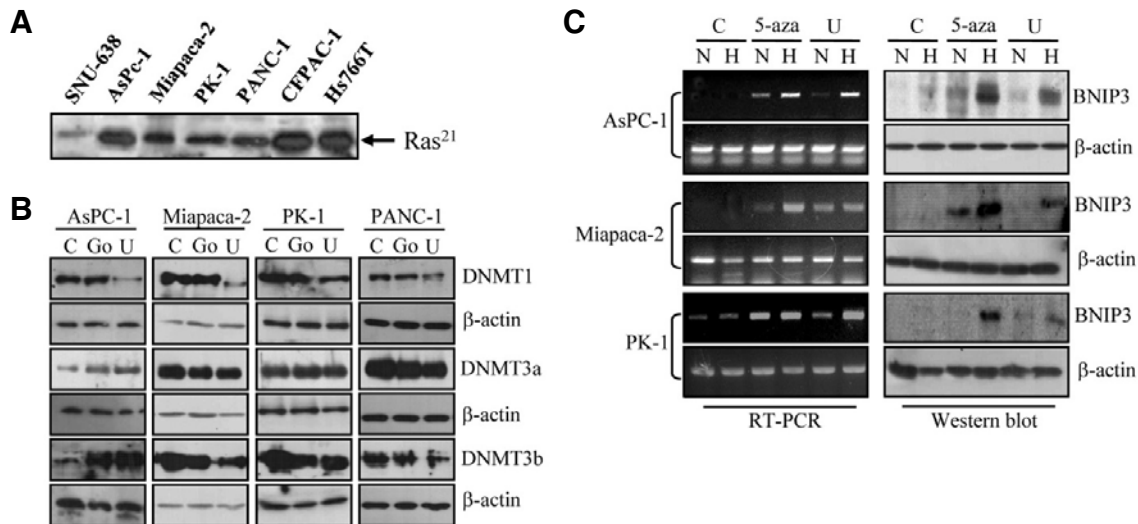 A
SNU-638 AsPc-1 Miapaca-2 PK-1 PANC-1 CFPAC-1 Hs766T
Ras21
B
AsPC-1 Miapaca-2 PK-1 PANC-1
C Go U C Go U C Go U C Go U
DNMT1
β-actin
DNMT3a
β-actin
DNMT3b
β-actin
C
C 5-aza U C 5-aza U
N H N H N H N H N H N H
AsPC-1
BNIP3
β-actin
Miapaca-2
BNIP3
β-actin
PK-1
BNIP3
β-actin
RT-PCR Western blot